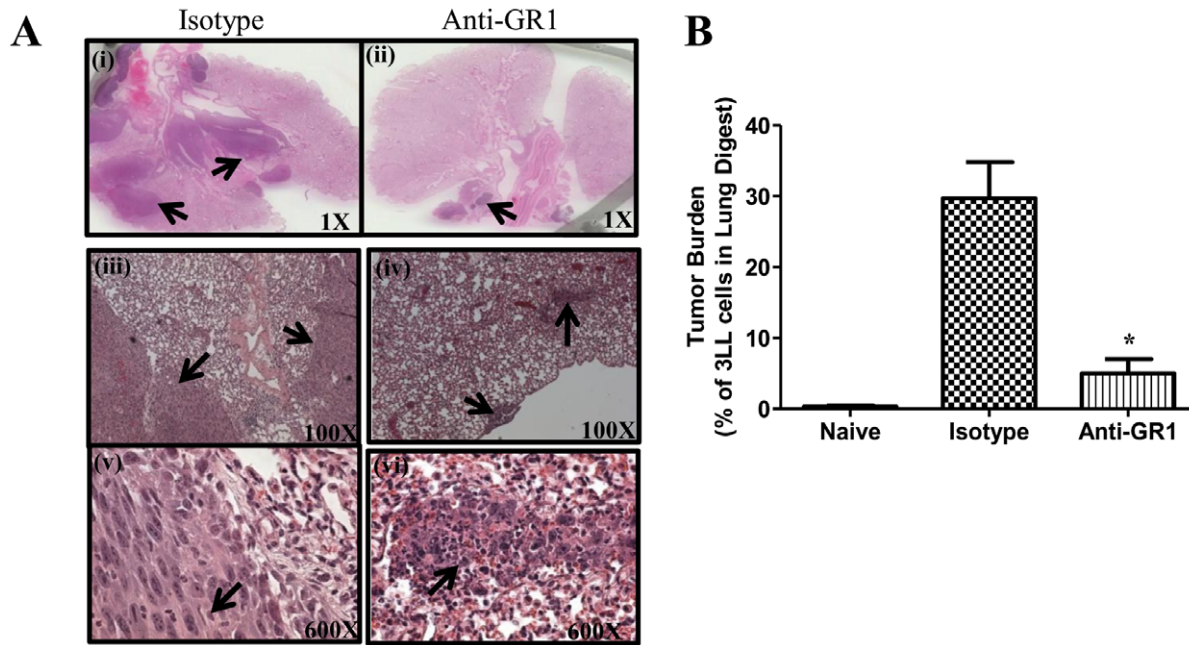 A
Isotype
Anti-GR1
(i)
1X
(ii)
1X
(iii)
100X
(iv)
100X
(v)
600X
(vi)
600X
B
Tumor Burden
(% of 3LL cells in Lung Digest)
40
30
20
10
0
*
Naive
Isotype
Anti-GR1